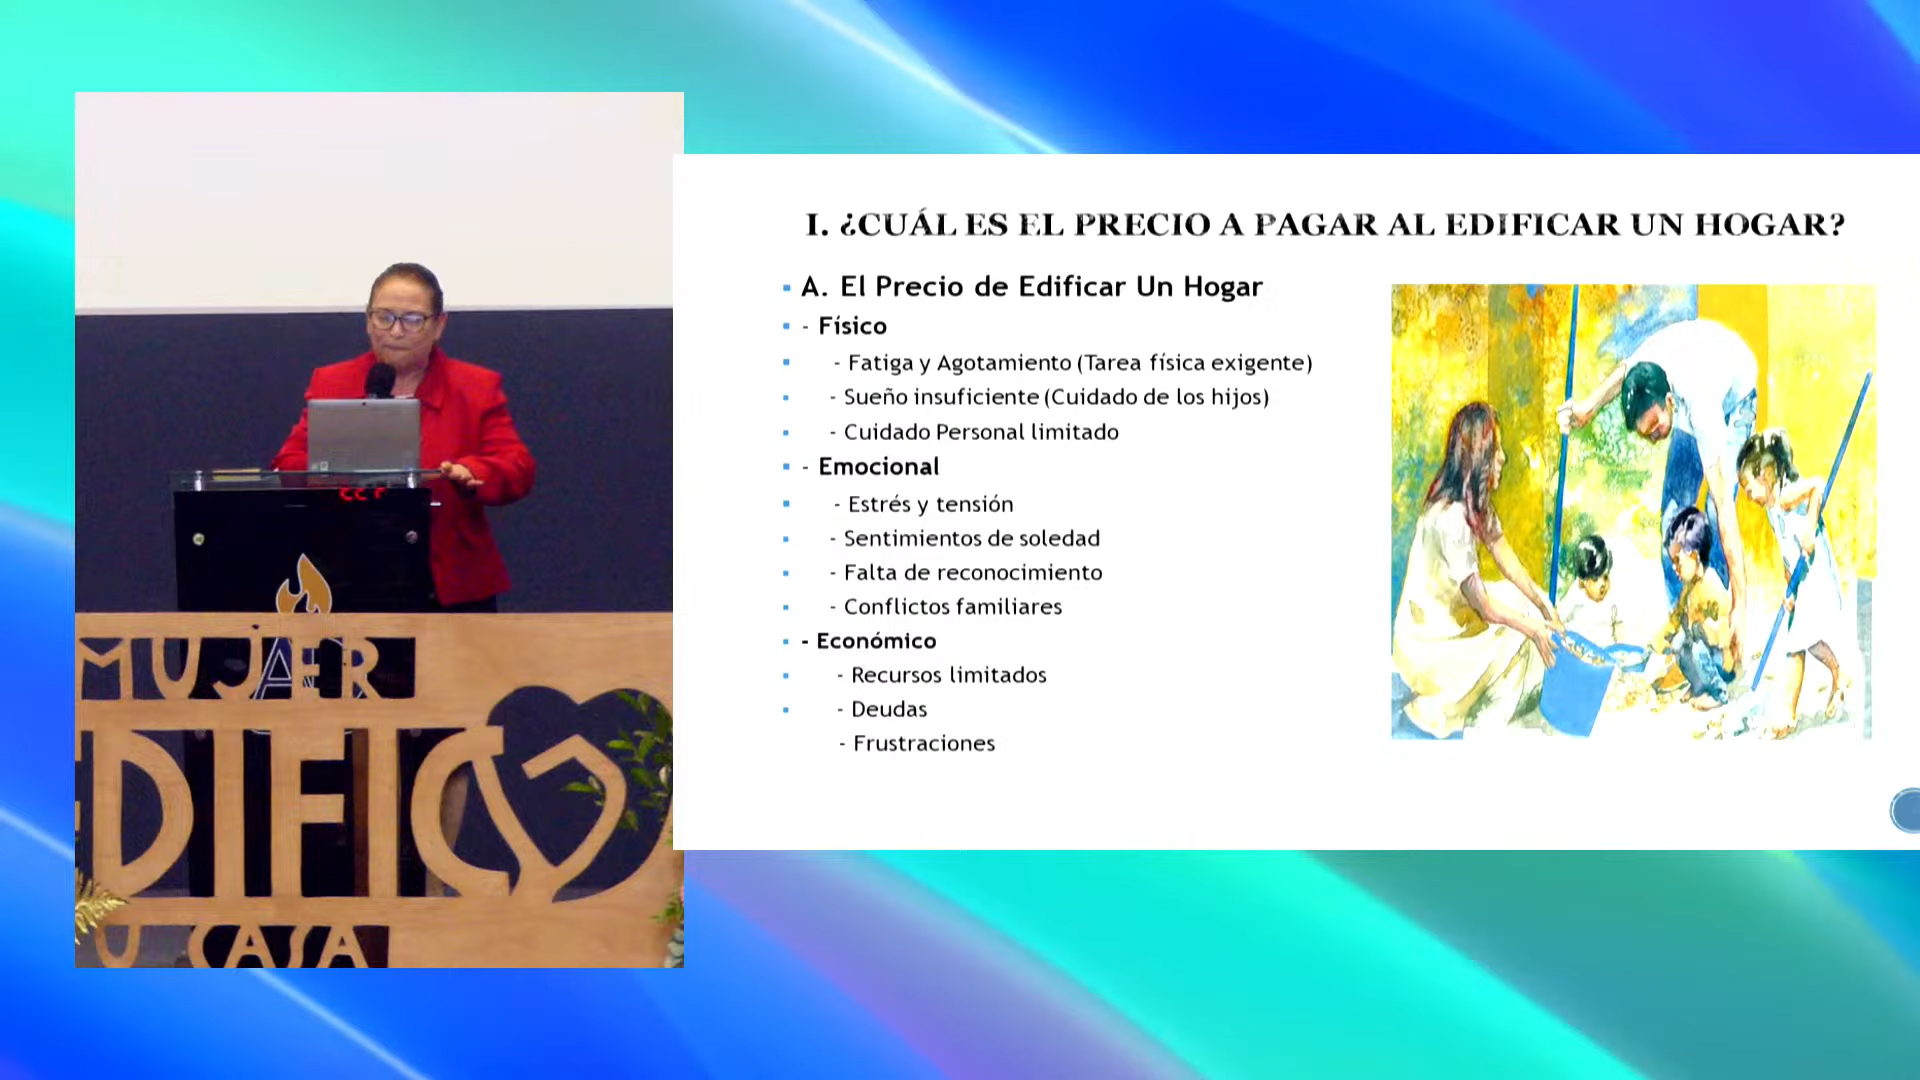 MUJER
EDIFICA
SU CASA
I. ¿CUÁL ES EL PRECIO A PAGAR AL EDIFICAR UN HOGAR?
A. El Precio de Edificar Un Hogar
- Físico
- Fatiga y Agotamiento (Tarea física exigente)
- Sueño insuficiente (Cuidado de los hijos)
- Cuidado Personal limitado
- Emocional
- Estrés y tensión
- Sentimientos de soledad
- Falta de reconocimiento
- Conflictos familiares
- Económico
- Recursos limitados
- Deudas
- Frustraciones